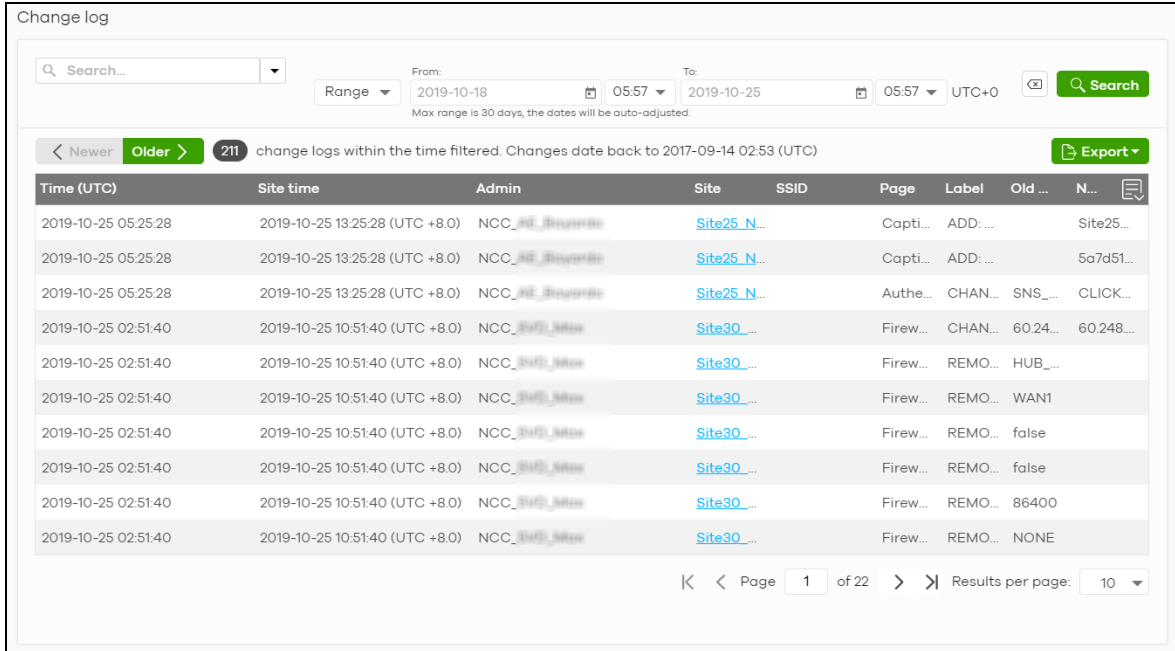 Change log
Search...
From: To:
Range 2019-10-18 05:57 2019-10-25 05:57 UTC+0 Search
Max range is 30 days, the dates will be auto-adjusted.
Newer Older 211 change logs within the time filtered. Changes date back to 2017-09-14 02:53 (UTC) Export
Time (UTC) Site time Admin Site SSID Page Label Old ... N...
2019-10-25 05:25:28 2019-10-25 13:25:28 (UTC +8.0) NCC_ Site25_N... Capti... ADD: ... Site25...
2019-10-25 05:25:28 2019-10-25 13:25:28 (UTC +8.0) NCC_ Site25_N... Capti... ADD: ... 5a7d51...
2019-10-25 05:25:28 2019-10-25 13:25:28 (UTC +8.0) NCC_ Site25_N... Authe... CHAN... SNS_... CLICK...
2019-10-25 02:51:40 2019-10-25 10:51:40 (UTC +8.0) NCC_ Site30_... Firew... CHAN... 60.24... 60.248....
2019-10-25 02:51:40 2019-10-25 10:51:40 (UTC +8.0) NCC_ Site30_... Firew... REMO... HUB_...
2019-10-25 02:51:40 2019-10-25 10:51:40 (UTC +8.0) NCC_ Site30_... Firew... REMO... WAN1
2019-10-25 02:51:40 2019-10-25 10:51:40 (UTC +8.0) NCC_ Site30_... Firew... REMO... false
2019-10-25 02:51:40 2019-10-25 10:51:40 (UTC +8.0) NCC_ Site30_... Firew... REMO... false
2019-10-25 02:51:40 2019-10-25 10:51:40 (UTC +8.0) NCC_ Site30_... Firew... REMO... 86400
2019-10-25 02:51:40 2019-10-25 10:51:40 (UTC +8.0) NCC_ Site30_... Firew... REMO... NONE
Page 1 of 22 Results per page: 10